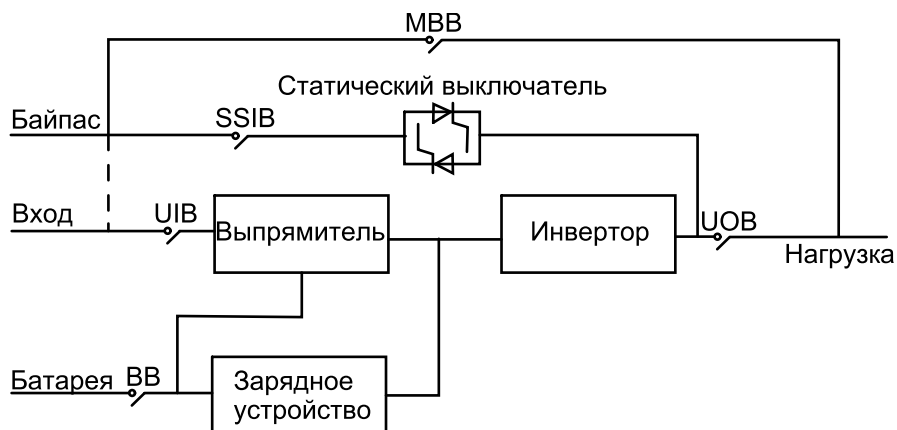 MBB
Статический выключатель
Байпас
SSIB
Вход
UIB
Выпрямитель
Инвертор
UOB
Нагрузка
Батарея
BB
Зарядное
устройство